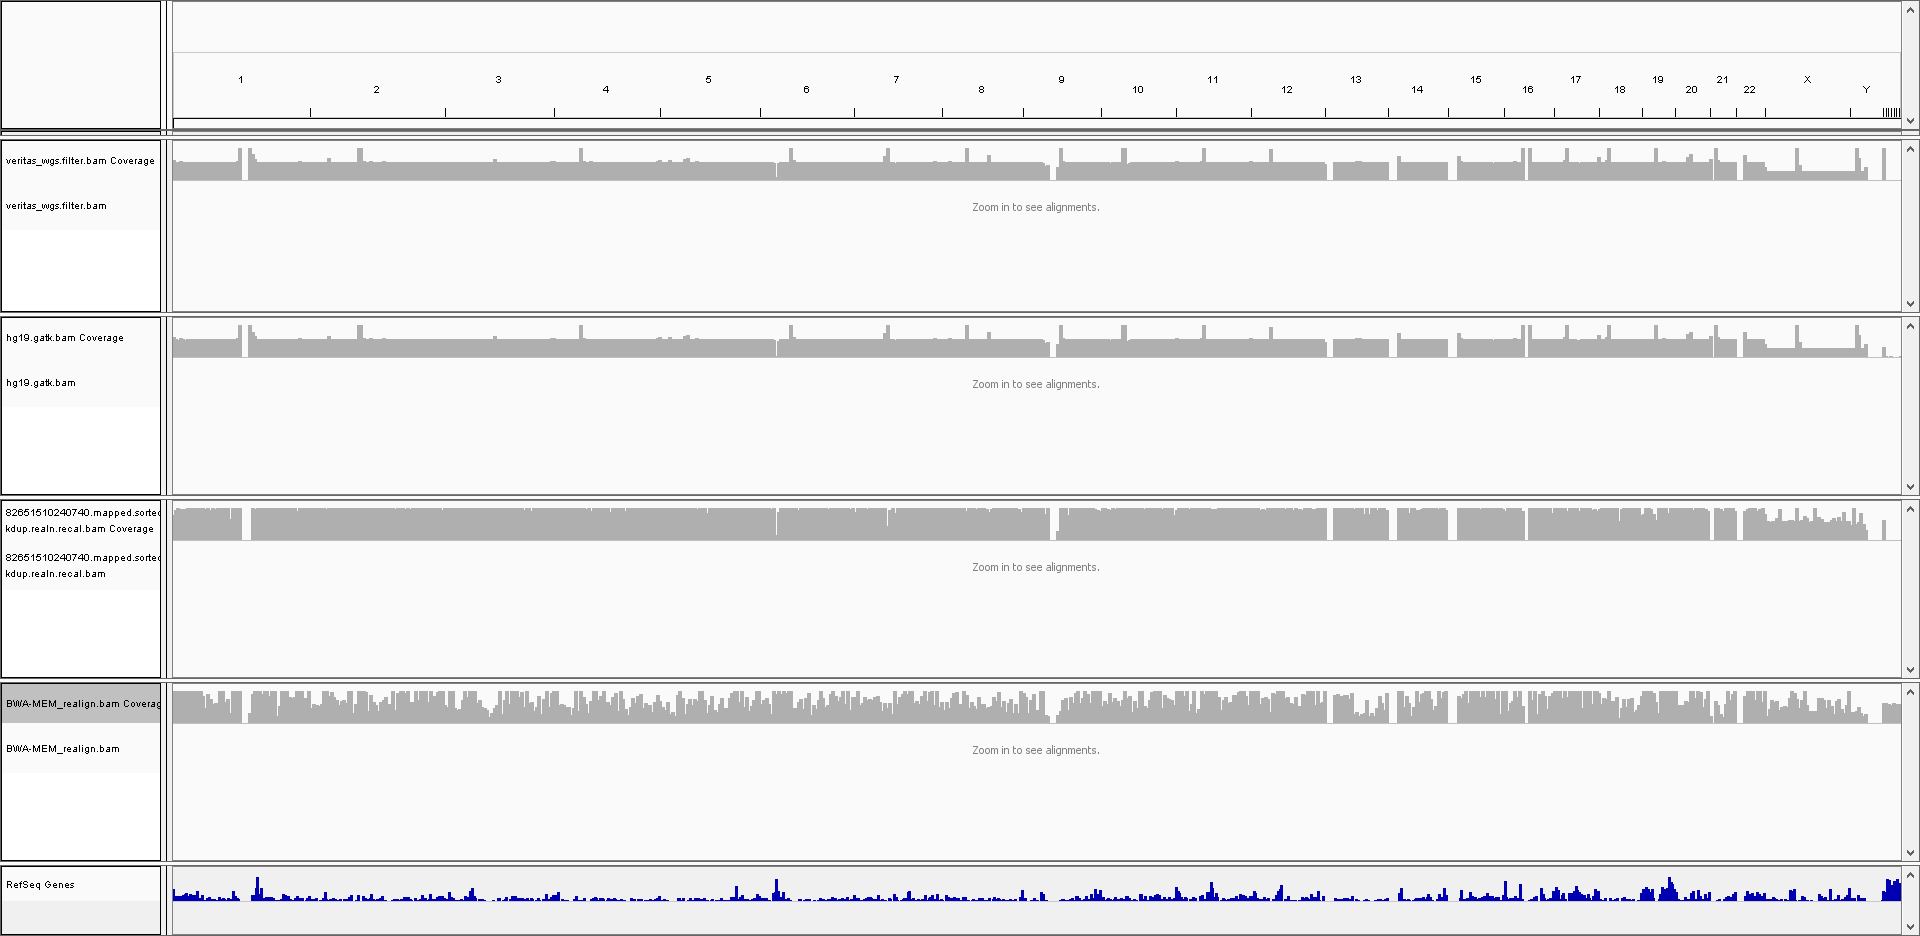 1 3 5 7 9 11 13 15 17 19 21 X
2 4 6 8 10 12 14 16 18 20 22 Y
veritas_wgs.filter.bam Coverage
veritas_wgs.filter.bam
Zoom in to see alignments.
hg19.gatk.bam Coverage
hg19.gatk.bam
Zoom in to see alignments.
82651510240740.mapped.sorted
kdup.realn.recal.bam Coverage
82651510240740.mapped.sorted
kdup.realn.recal.bam
Zoom in to see alignments.
BWA-MEM_realign.bam Coverag
BWA-MEM_realign.bam
Zoom in to see alignments.
RefSeq Genes